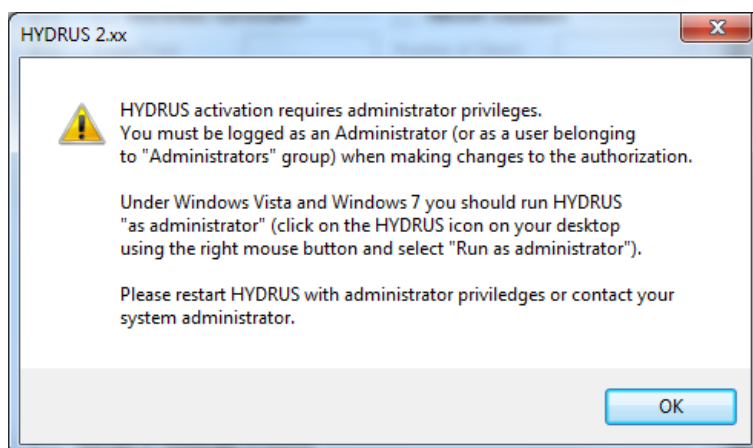 HYDRUS 2.xx
HYDRUS activation requires administrator privileges.
You must be logged as an Administrator (or as a user belonging
to "Administrators" group) when making changes to the authorization.
Under Windows Vista and Windows 7 you should run HYDRUS
"as administrator" (click on the HYDRUS icon on your desktop
using the right mouse button and select "Run as administrator").
Please restart HYDRUS with administrator priviledges or contact your
system administrator.
OK